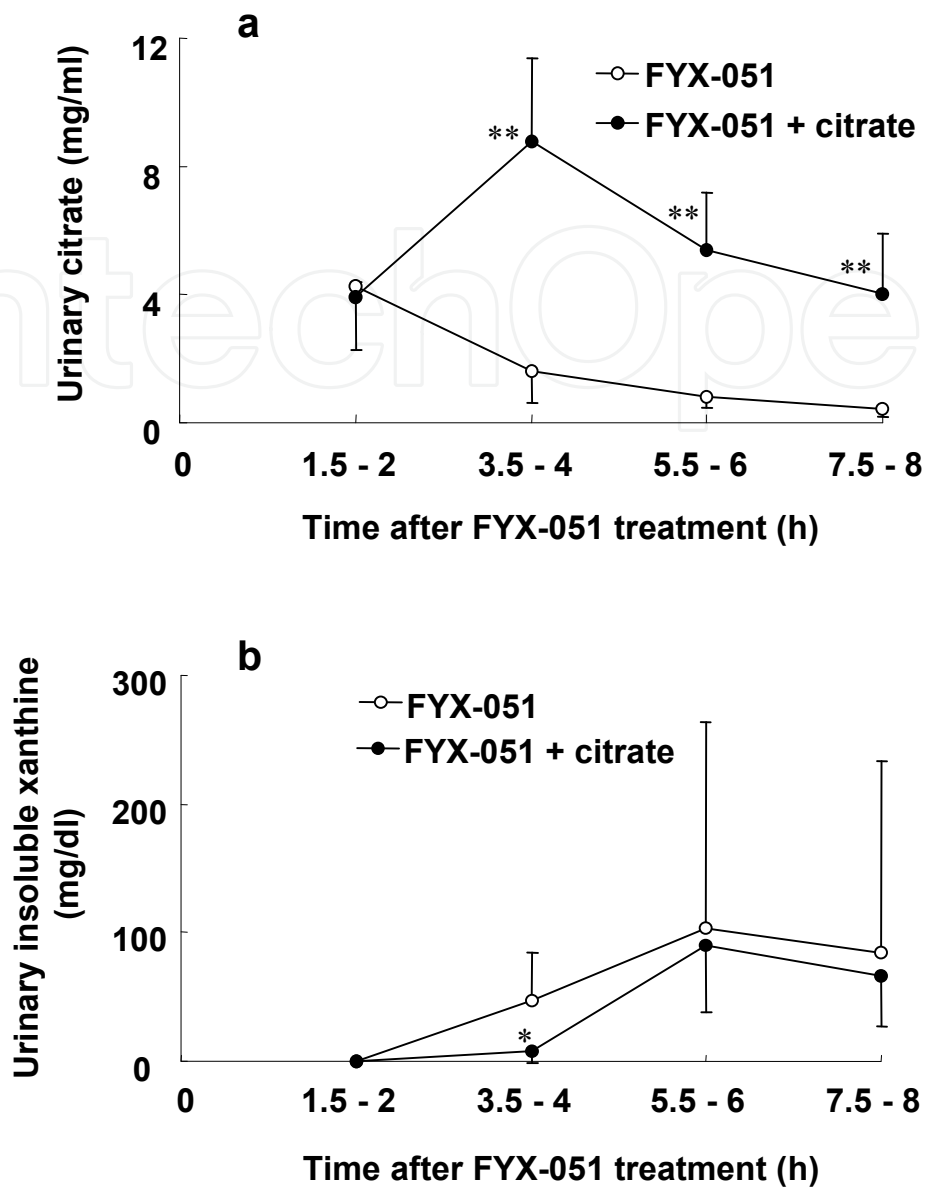 a
12
8
4
0
Urinary citrate (mg/ml)
FYX-051
FYX-051 + citrate
**
**
**
0 1.5 - 2 3.5 - 4 5.5 - 6 7.5 - 8
Time after FYX-051 treatment (h)
ntechOpe
b
300
200
100
0
Urinary insoluble xanthine
(mg/dl)
FYX-051
FYX-051 + citrate
*
0 1.5 - 2 3.5 - 4 5.5 - 6 7.5 - 8
Time after FYX-051 treatment (h)